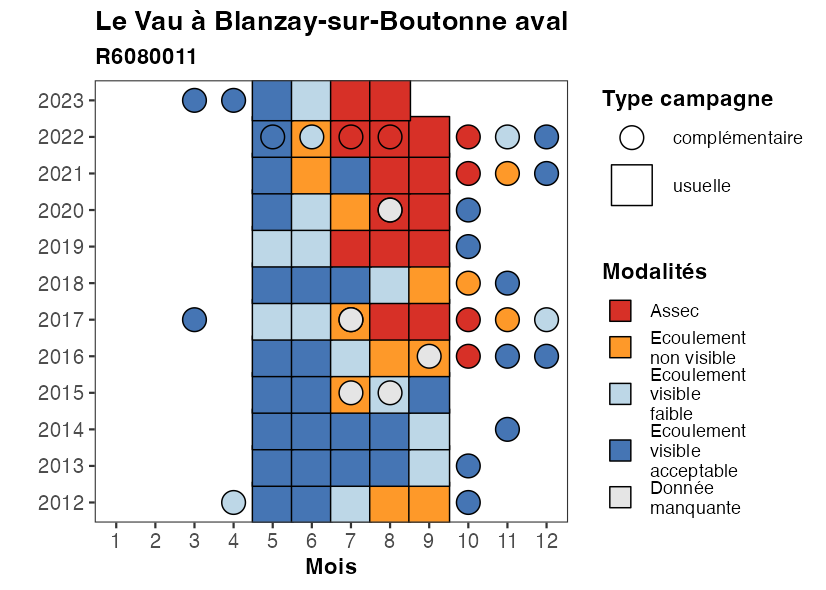 Le Vau à Blanzay-sur-Boutonne aval
R6080011
2023
2022
2021
2020
2019
2018
2017
2016
2015
2014
2013
2012
1 2 3 4 5 6 7 8 9 10 11 12
Mois
Type campagne
complémentaire
usuelle
Modalités
Assec
Ecoulement
non visible
Ecoulement
visible
faible
Ecoulement
visible
acceptable
Donnée
manquante